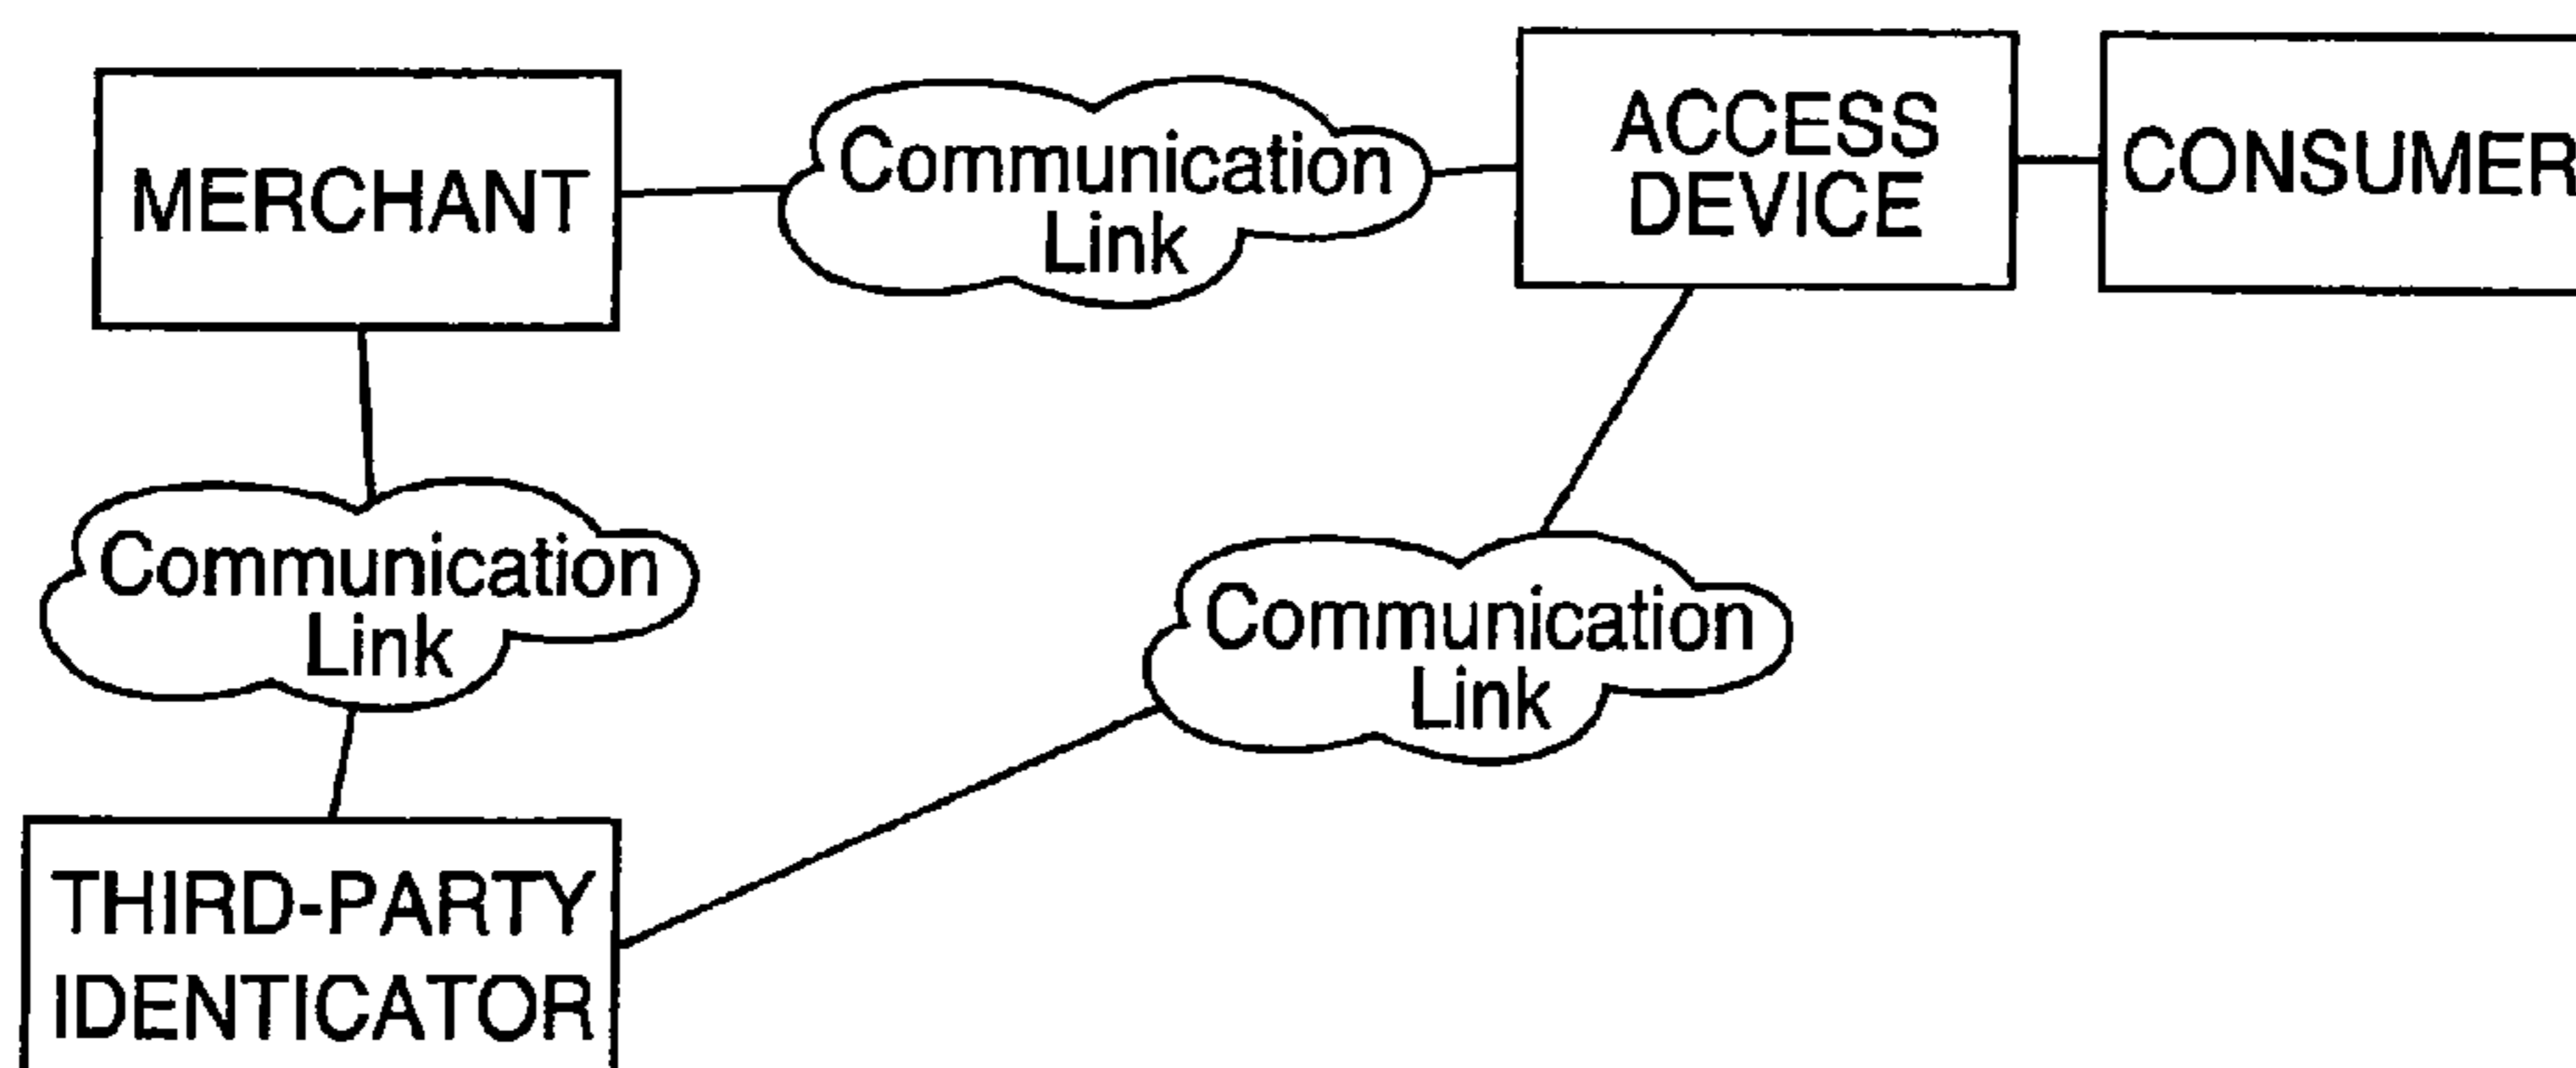 MERCHANT
Communication
Link
ACCESS
DEVICE
CONSUMER
Communication
Link
Communication
Link
THIRD-PARTY
IDENTICATOR